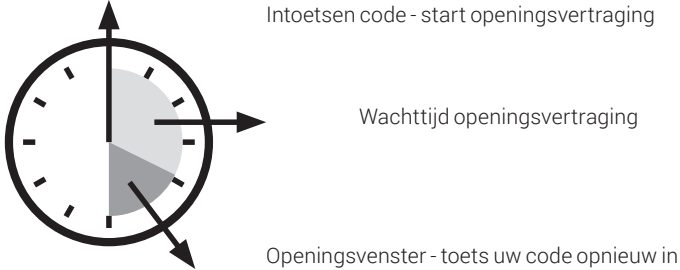 Intoetsen code - start openingsvertraging
Wachttijd openingsvertraging
Openingsvenster - toets uw code opnieuw in